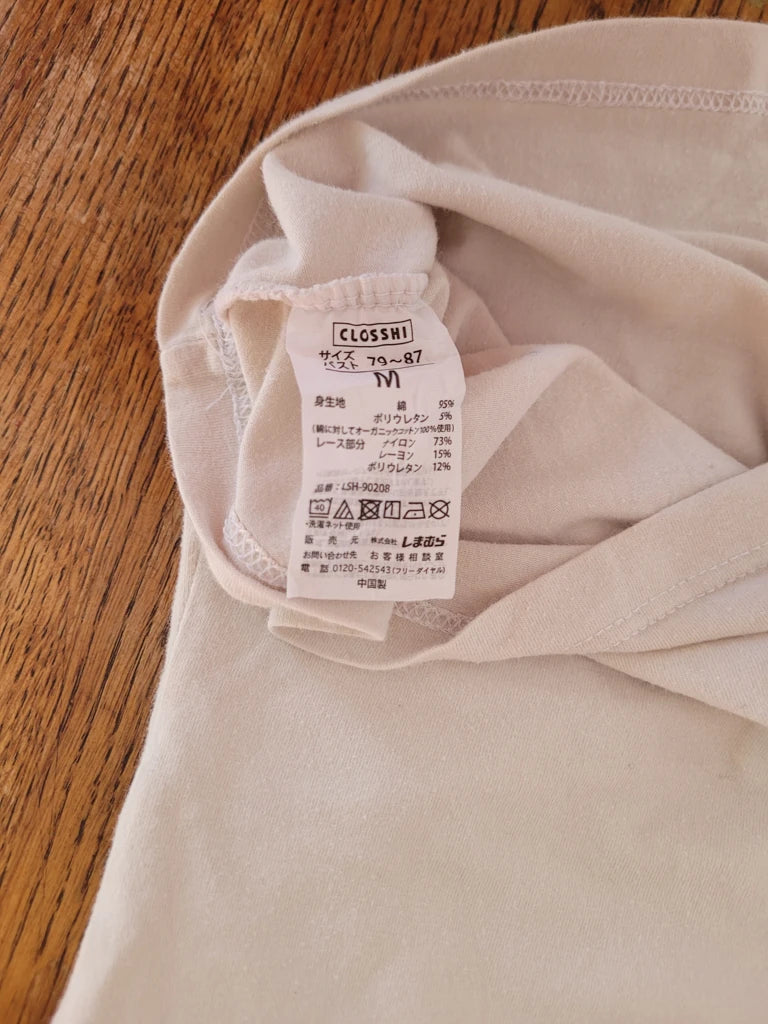 CLOSSHI
サイズ
バスト 79～87
M
身生地 綿 95%
ポリウレタン 5%
(綿に対してオーガニックコットン100%使用)
レース部分 ナイロン 73%
レーヨン 15%
ポリウレタン 12%
品番：LSH-90208
40
・洗濯ネット使用
販売元 株式会社 しまむら
お問い合わせ先 お客様相談室
電話 0120-542543(フリーダイヤル)
中国製